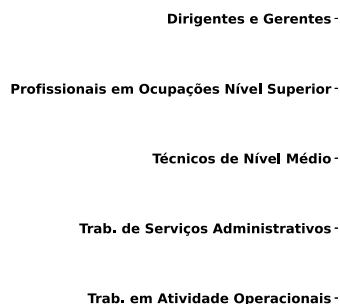 Dirigentes e Gerentes
Profissionais em Ocupações Nível Superior
Técnicos de Nível Médio
Trab. de Serviços Administrativos
Trab. em Atividade Operacionais